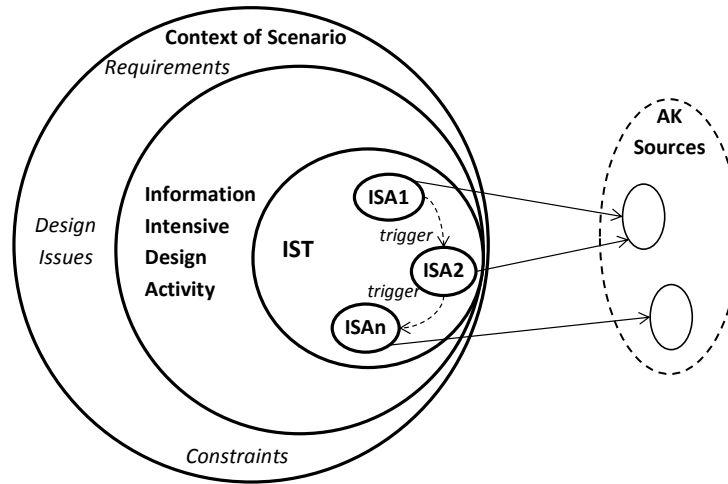 Context of Scenario
Requirements
AK
Sources
Information
Intensive
Design
Activity
Design
Issues
IST
ISA1
trigger
ISA2
trigger
ISAn
Constraints